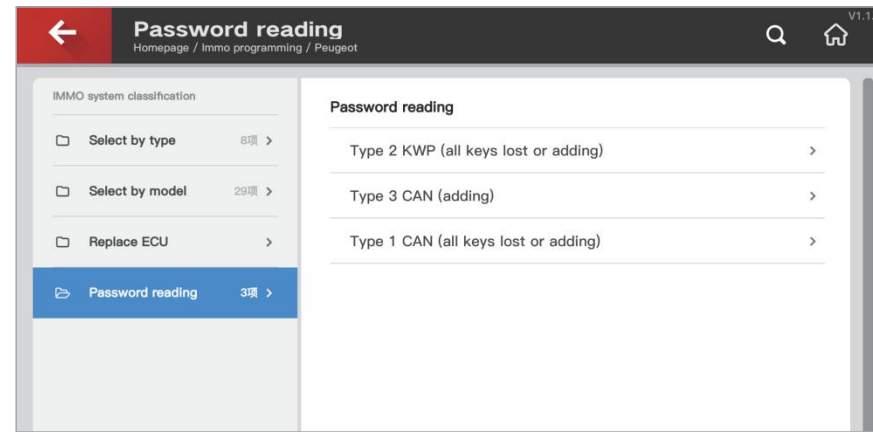 Password reading
V1.1.
Homepage / Immo programming / Peugeot
IMMO system classification
Select by type 8项
Select by model 29项
Replace ECU
Password reading 3项
Password reading
Type 2 KWP (all keys lost or adding)
Type 3 CAN (adding)
Type 1 CAN (all keys lost or adding)